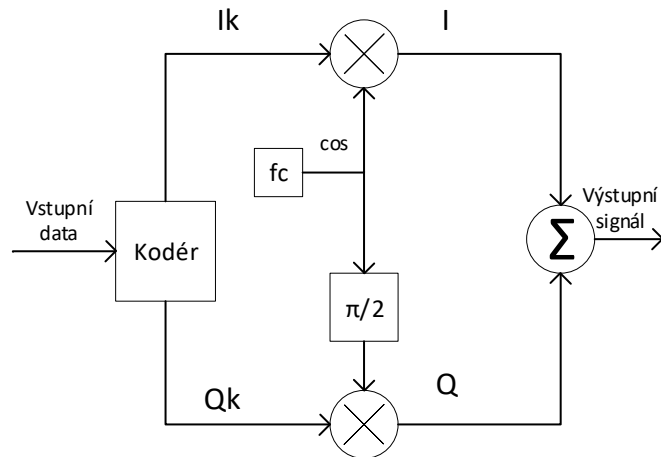 Ik
I
cos
fc
Vstupní
data
Kodér
Výstupní
signál
Σ
π/2
Qk
Q